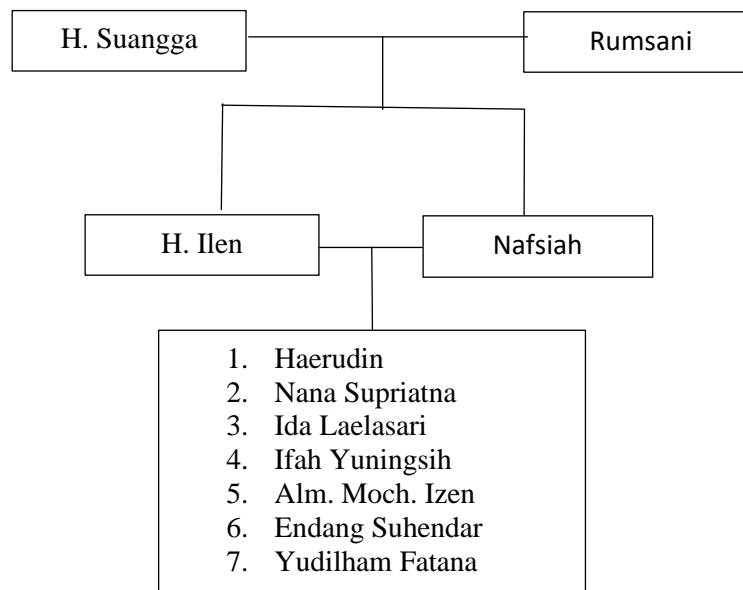 H. Suangga
Rumsani
H. Ilen
Nafsiah
1. Haerudin
2. Nana Supriatna
3. Ida Laelasari
4. Ifah Yuningsih
5. Alm. Moch. Izen
6. Endang Suhendar
7. Yudilham Fatana